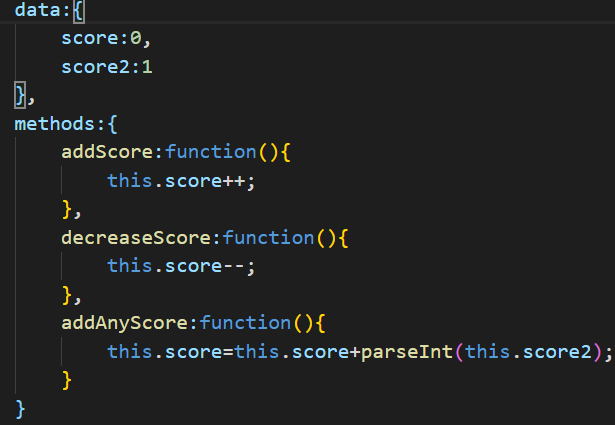 data:{
    score:0,
    score2:1
},
methods:{
    addScore:function(){
        this.score++;
    },
    decreaseScore:function(){
        this.score--;
    },
    addAnyScore:function(){
        this.score=this.score+parseInt(this.score2);
    }
}